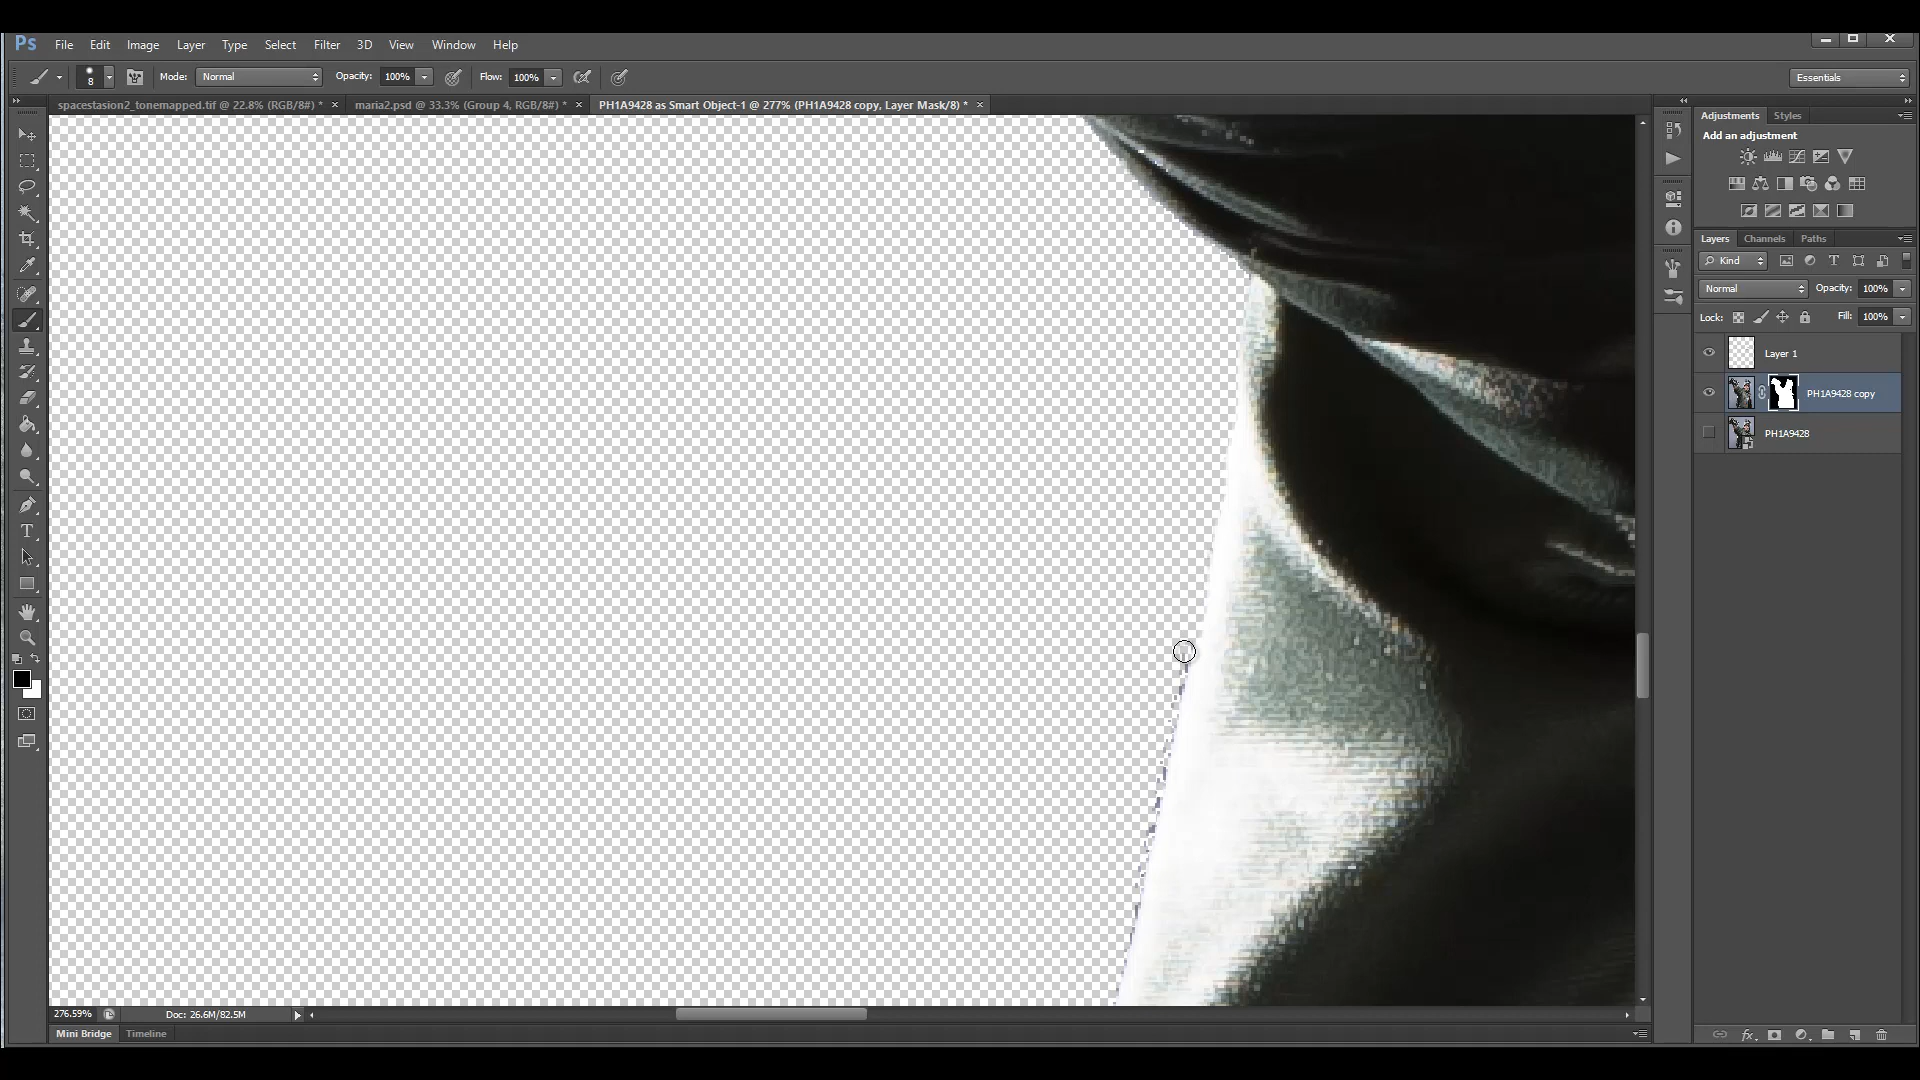 Ps File Edit Image Layer Type Select Filter 3D View Window Help
8 Mode: Normal Opacity: 100% Flow: 100% Essentials
spacestasion2_tonemapped.tif @ 22.8% (RGB/8#) * × maria2.psd @ 33.3% (Group 4, RGB/8#) * × PH1A9428 as Smart Object-1 @ 277% (PH1A9428 copy, Layer Mask/8) * ×
Adjustments Styles
Add an adjustment
Layers Channels Paths
Kind
Normal Opacity: 100%
Lock: Fill: 100%
Layer 1
PH1A9428 copy
PH1A9428
276.59% Doc: 26.6M/82.5M
Mini Bridge Timeline